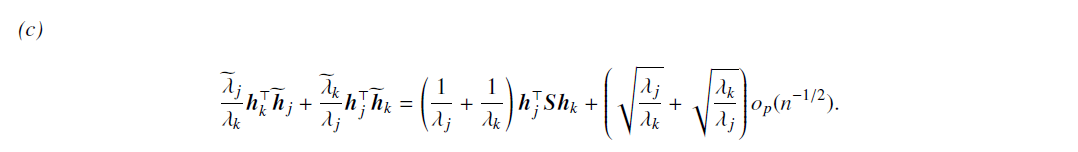 (c)
\frac{\widetilde{\lambda}_j}{\lambda_k} \boldsymbol{h}_k^\top \widetilde{\boldsymbol{h}}_j + \frac{\widetilde{\lambda}_k}{\lambda_j} \boldsymbol{h}_j^\top \widetilde{\boldsymbol{h}}_k = \left( \frac{1}{\lambda_j} + \frac{1}{\lambda_k} \right) \boldsymbol{h}_j^\top \boldsymbol{S} \boldsymbol{h}_k + \left( \sqrt{\frac{\lambda_j}{\lambda_k}} + \sqrt{\frac{\lambda_k}{\lambda_j}} \right) o_p(n^{-1/2}).